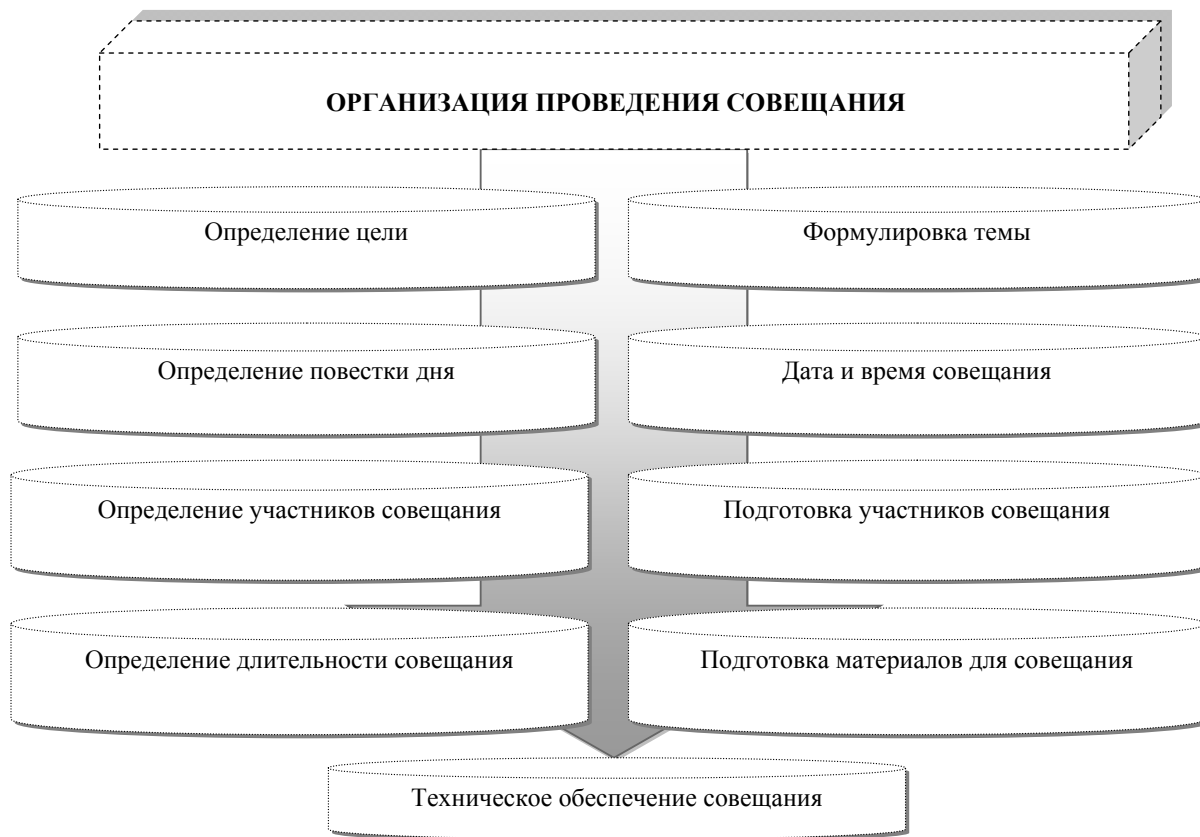 ОРГАНИЗАЦИЯ ПРОВЕДЕНИЯ СОВЕЩАНИЯ
Определение цели
Формулировка темы
Определение повестки дня
Дата и время совещания
Определение участников совещания
Подготовка участников совещания
Определение длительности совещания
Подготовка материалов для совещания
Техническое обеспечение совещания